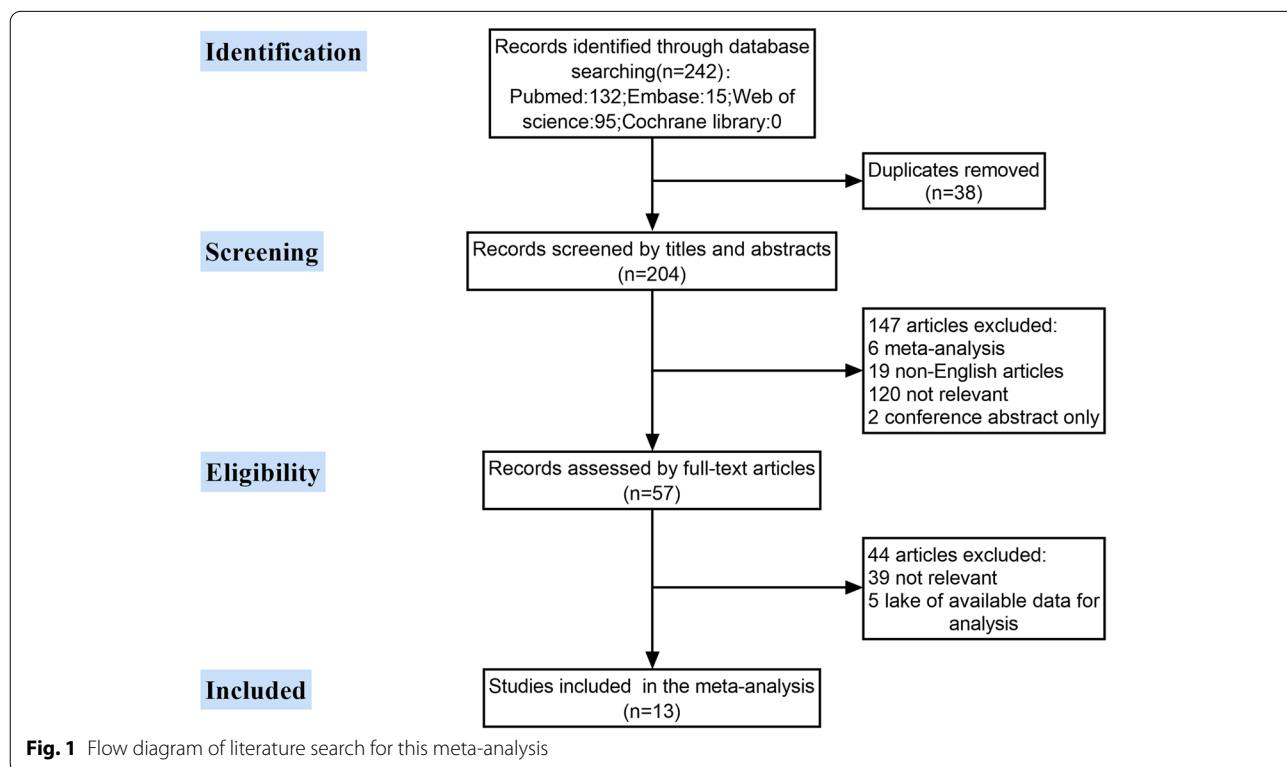 Identification
Records identified through database
searching(n=242):
Pubmed:132;Embase:15;Web of
science:95;Cochrane library:0
Duplicates removed
(n=38)
Screening
Records screened by titles and abstracts
(n=204)
147 articles excluded:
6 meta-analysis
19 non-English articles
120 not relevant
2 conference abstract only
Eligibility
Records assessed by full-text articles
(n=57)
44 articles excluded:
39 not relevant
5 lake of available data for
analysis
Included
Studies included in the meta-analysis
(n=13)
Fig. 1 Flow diagram of literature search for this meta-analysis